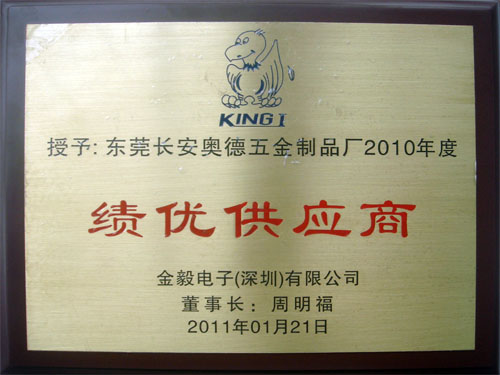 KING I
授予: 东莞长安奥德五金制品厂2010年度
绩优供应商
金毅电子(深圳)有限公司
董事长：周明福
2011年01月21日